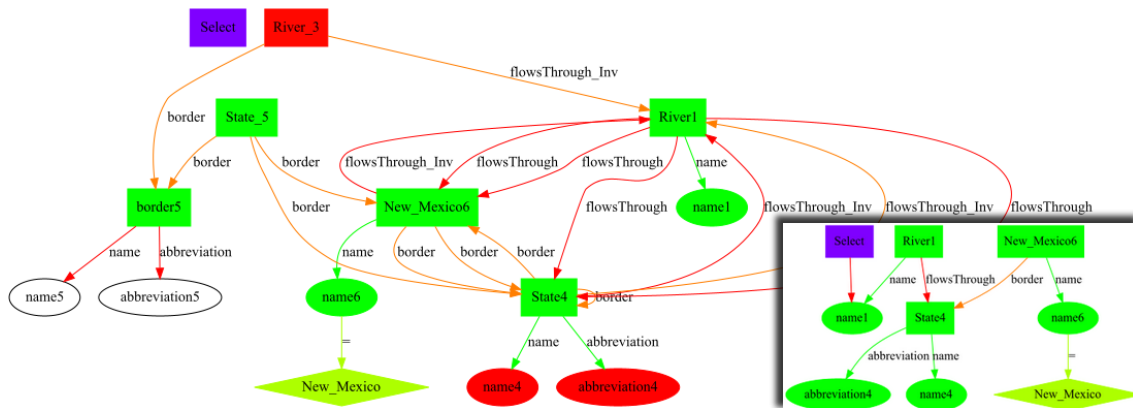 Select
River_3
flowsThrough_Inv
border
State_5
River1
border
border
flowsThrough_Inv
flowsThrough
flowsThrough
name
border5
New_Mexico6
name1
border
flowsThrough
flowsThrough_Inv
flowsThrough_Inv
flowsThrough
name
abbreviation
name
border
border
border
name5
abbreviation5
name6
State4
border
=
name
abbreviation
New_Mexico
name4
abbreviation4
Select
River1
New_Mexico6
name
flowsThrough
border
name
name1
State4
name6
abbreviation
name
=
abbreviation4
name4
New_Mexico